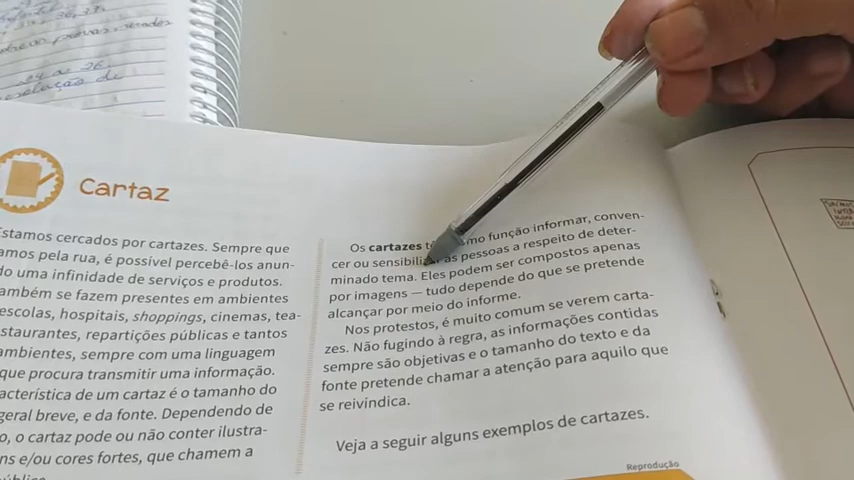 36, 37
Cartaz
Estamos cercados por cartazes. Sempre que
amos pela rua, é possível percebê-los anun-
do uma infinidade de serviços e produtos.
ambém se fazem presentes em ambientes
escolas, hospitais, shoppings, cinemas, tea-
staurantes, repartições públicas e tantos
ambientes, sempre com uma linguagem
que procura transmitir uma informação.
acterística de um cartaz é o tamanho do
geral breve, e da fonte. Dependendo do
o, o cartaz pode ou não conter ilustra-
s e/ou cores fortes, que chamem a
Os cartazes função informar, conven-
cer ou as pessoas a respeito de deter-
minado tema. Eles podem ser compostos apenas
por imagens — tudo depende do que se pretende
alcançar por meio do informe.
Nos protestos, é muito comum se verem carta-
zes. Não fugindo à regra, as informações contidas
sempre são objetivas e o tamanho do texto e da
fonte pretende chamar a atenção para aquilo que
se reivindica.
Veja a seguir alguns exemplos de cartazes.
Reprodução